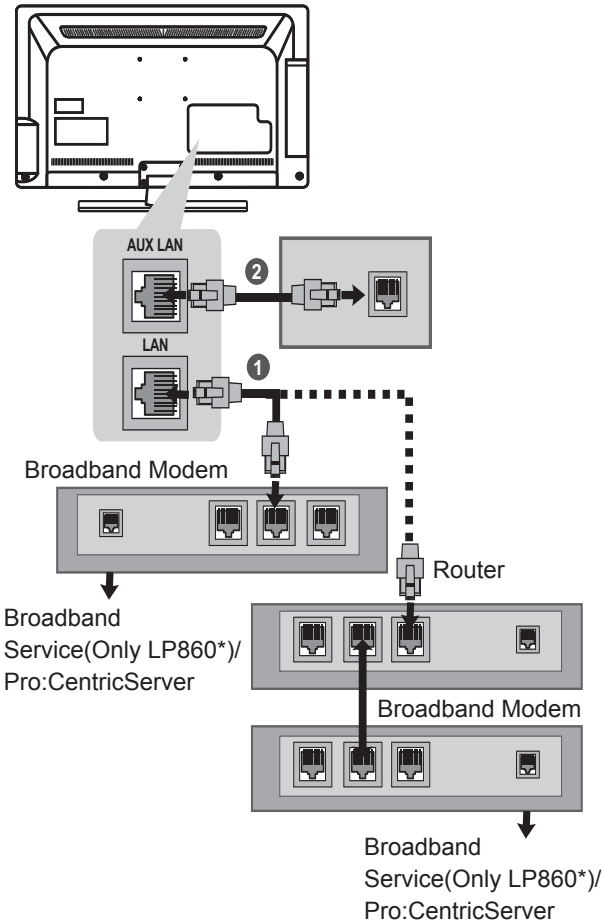 AUX LAN
2
LAN
1
Broadband Modem
Router
Broadband
Service(Only LP860*)/
Pro:CentricServer
Broadband Modem
Broadband
Service(Only LP860*)/
Pro:CentricServer